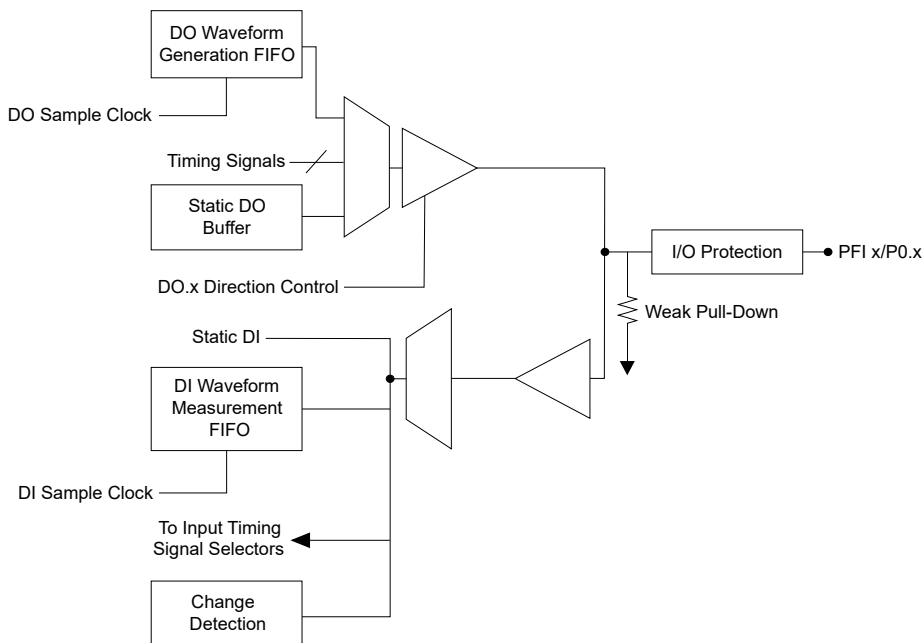 DO Waveform
Generation FIFO
DO Sample Clock
Timing Signals
Static DO
Buffer
DO.x Direction Control
I/O Protection
PFI x/P0.x
Weak Pull-Down
Static DI
DI Waveform
Measurement
FIFO
DI Sample Clock
To Input Timing
Signal Selectors
Change
Detection